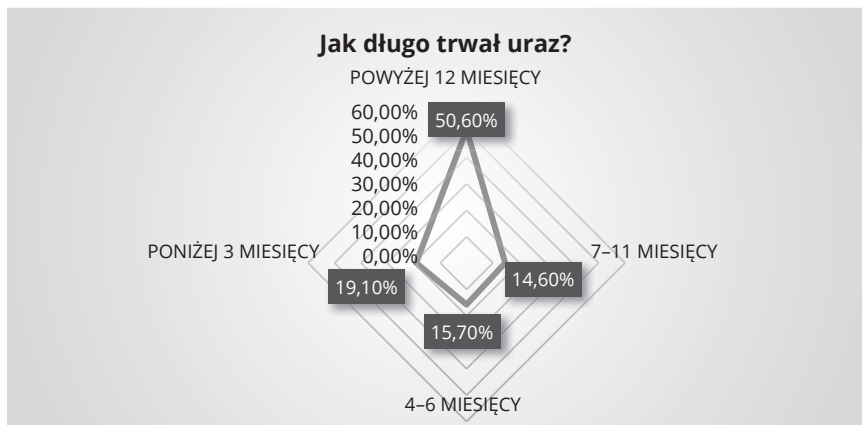 Jak długo trwał uraz?
POWYŻEJ 12 MIESIĘCY
60,00%
50,60%
50,00%
40,00%
30,00%
20,00%
10,00%
0,00%
PONIŻEJ 3 MIESIĘCY
7–11 MIESIĘCY
19,10%
14,60%
15,70%
4–6 MIESIĘCY